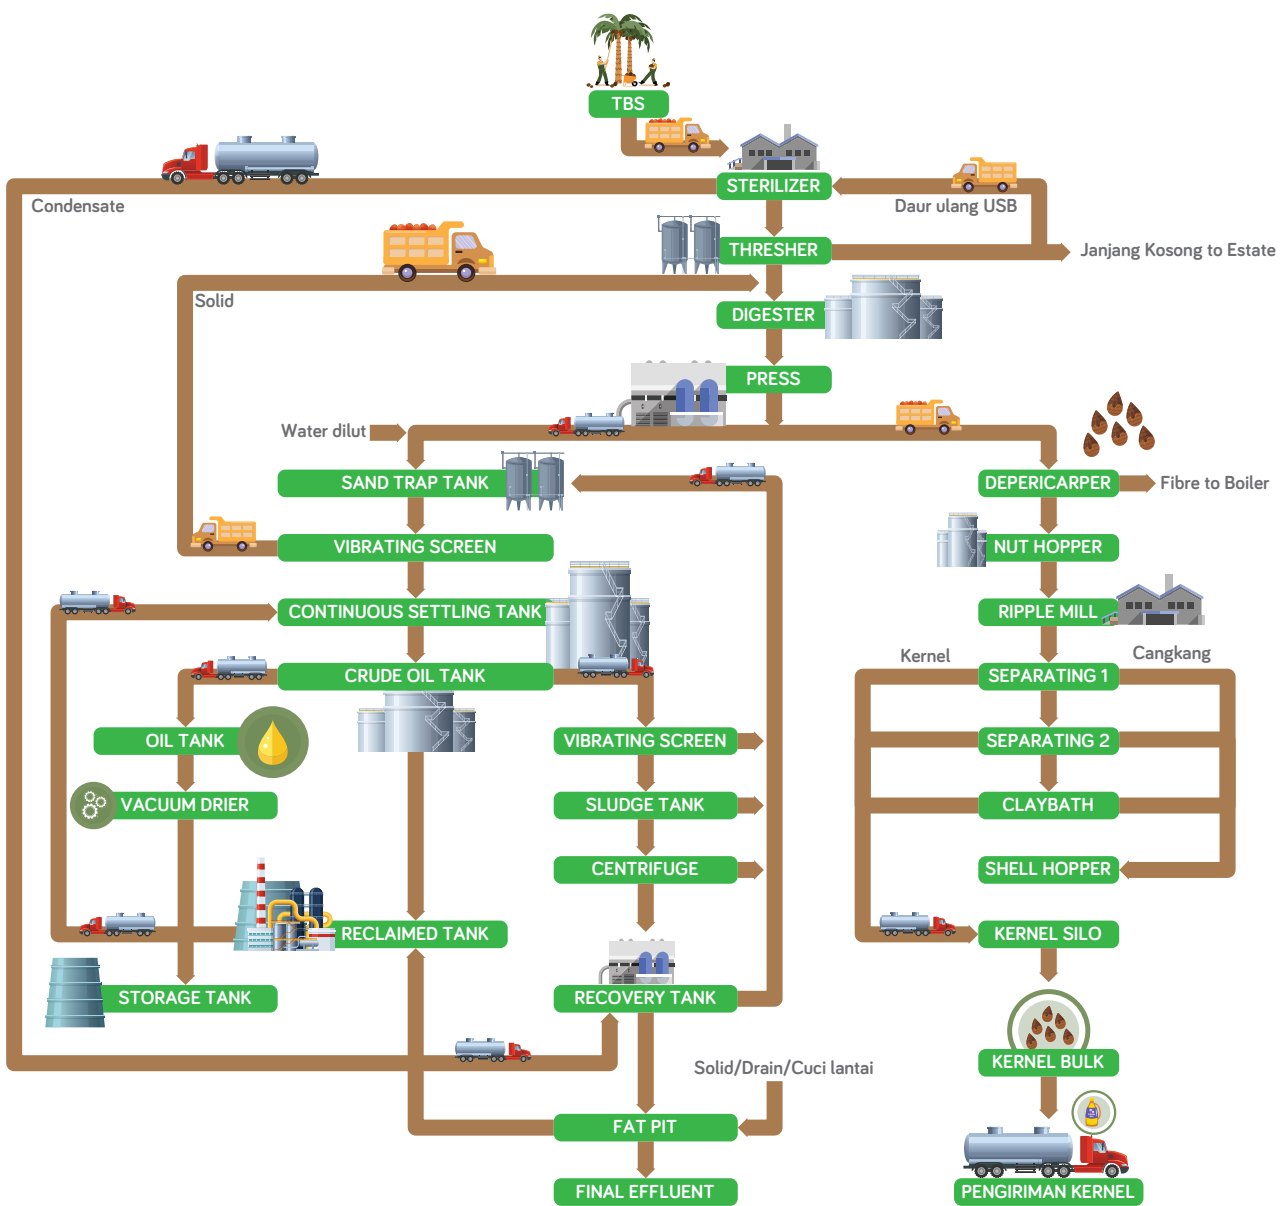 TBS
STERILIZER
Condensate
Daur ulang USB
THRESHER
Janjang Kosong to Estate
Solid
DIGESTER
PRESS
Water dilut
SAND TRAP TANK
DEPERICARPER
Fibre to Boiler
VIBRATING SCREEN
NUT HOPPER
CONTINUOUS SETTLING TANK
RIPPLE MILL
Kernel
Cangkang
CRUDE OIL TANK
SEPARATING 1
OIL TANK
VIBRATING SCREEN
SEPARATING 2
VACUUM DRIER
SLUDGE TANK
CLAYBATH
CENTRIFUGE
SHELL HOPPER
RECLAIMED TANK
KERNEL SILO
STORAGE TANK
RECOVERY TANK
KERNEL BULK
Solid/Drain/Cuci lantai
FAT PIT
FINAL EFFLUENT
PENGIRIMAN KERNEL